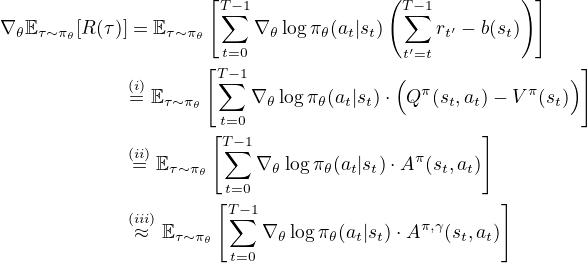 ∇_θ 𝔼_{τ∼π_θ}[R(τ)] = 𝔼_{τ∼π_θ} [ ∑_{t=0}^{T−1} ∇_θ log π_θ(a_t|s_t) ( ∑_{t'=t}^{T−1} r_{t'} − b(s_t) ) ]
(i) = 𝔼_{τ∼π_θ} [ ∑_{t=0}^{T−1} ∇_θ log π_θ(a_t|s_t) · ( Q^π(s_t, a_t) − V^π(s_t) ) ]
(ii) = 𝔼_{τ∼π_θ} [ ∑_{t=0}^{T−1} ∇_θ log π_θ(a_t|s_t) · A^π(s_t, a_t) ]
(iii) ≈ 𝔼_{τ∼π_θ} [ ∑_{t=0}^{T−1} ∇_θ log π_θ(a_t|s_t) · A^{π,γ}(s_t, a_t) ]